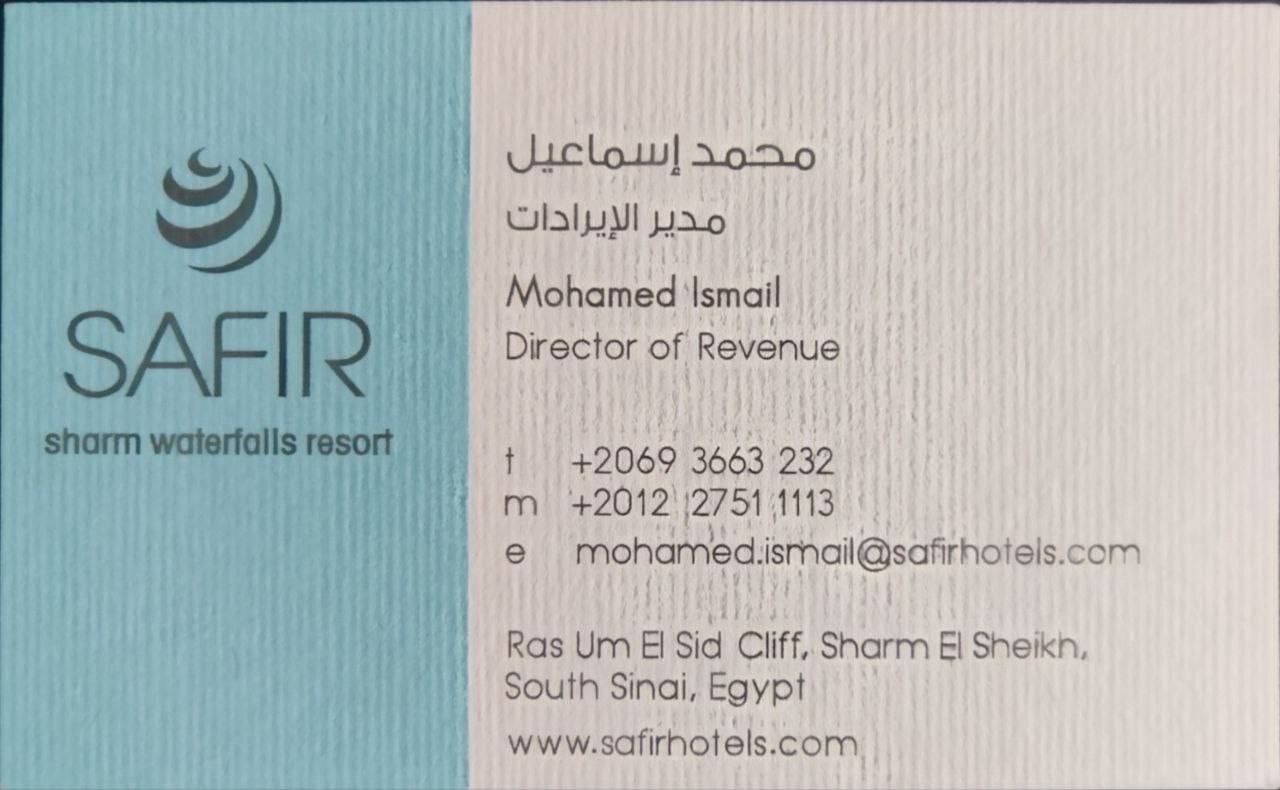 SAFIR
sharm waterfalls resort
محمد إسماعيل
مدير الإيرادات
Mohamed Ismail
Director of Revenue
t +2069 3663 232
m +2012 2751 1113
e mohamed.ismail@safirhotels.com
Ras Um El Sid Cliff, Sharm El Sheikh,
South Sinai, Egypt
www.safirhotels.com